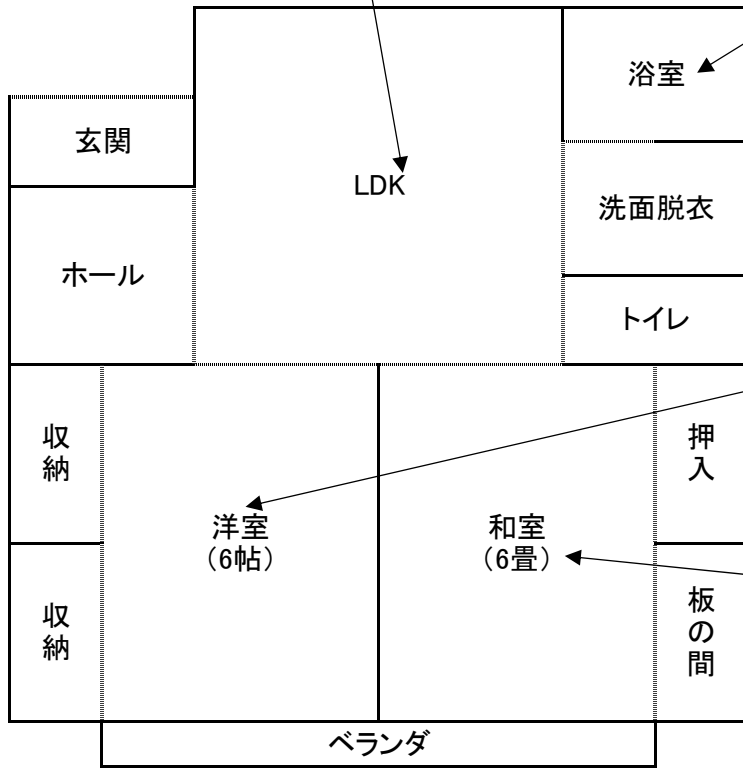 浴室
玄関
LDK
洗面脱衣
ホール
トイレ
収納
押入
洋室
（6帖）
和室
（6畳）
収納
板の間
ベランダ